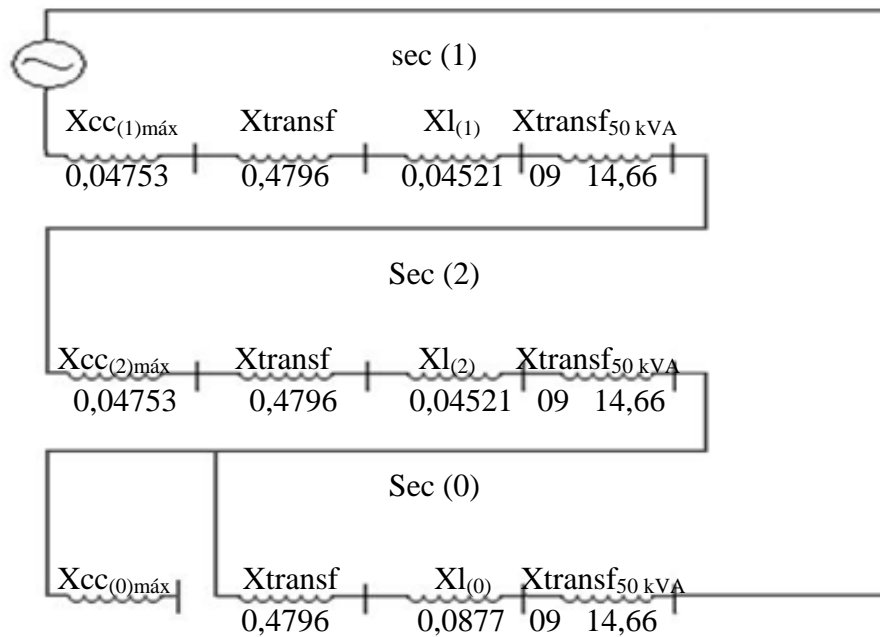 sec (1)
Xcc(1)máx Xtransf Xl(1) Xtransf50 kVA
0,04753 0,4796 0,04521 09 14,66
Sec (2)
Xcc(2)máx Xtransf Xl(2) Xtransf50 kVA
0,04753 0,4796 0,04521 09 14,66
Sec (0)
Xcc(0)máx Xtransf Xl(0) Xtransf50 kVA
0,4796 0,0877 09 14,66